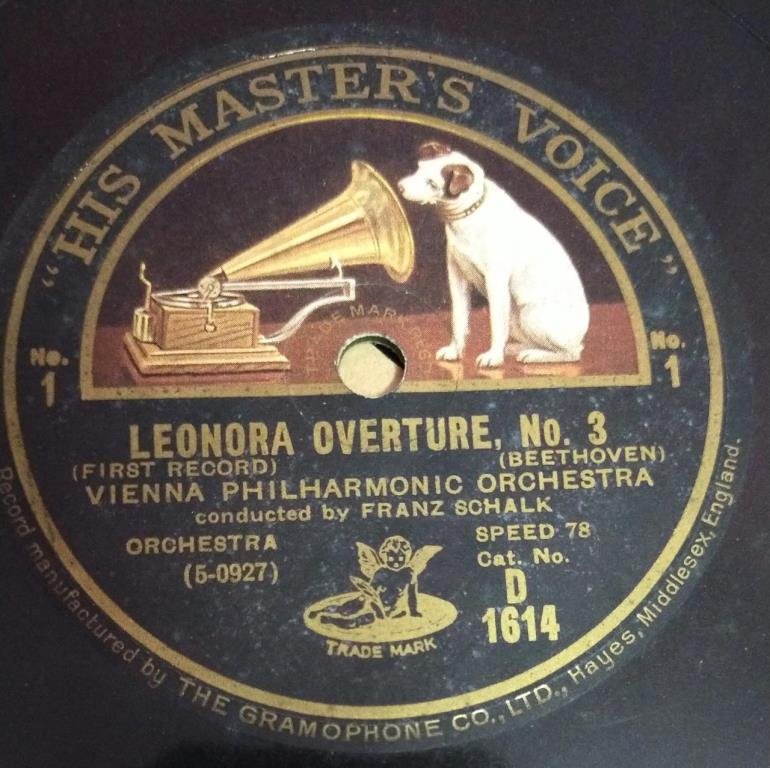 "HIS MASTER'S VOICE"
TRADE MARK REGD
No. 1
No. 1
LEONORA OVERTURE, No. 3
(FIRST RECORD)
(BEETHOVEN)
VIENNA PHILHARMONIC ORCHESTRA
conducted by FRANZ SCHALK
ORCHESTRA
SPEED 78
(5-0927)
Cat. No.
D
1614
TRADE MARK
Record manufactured by THE GRAMOPHONE CO., LTD., Hayes, Middlesex, England.